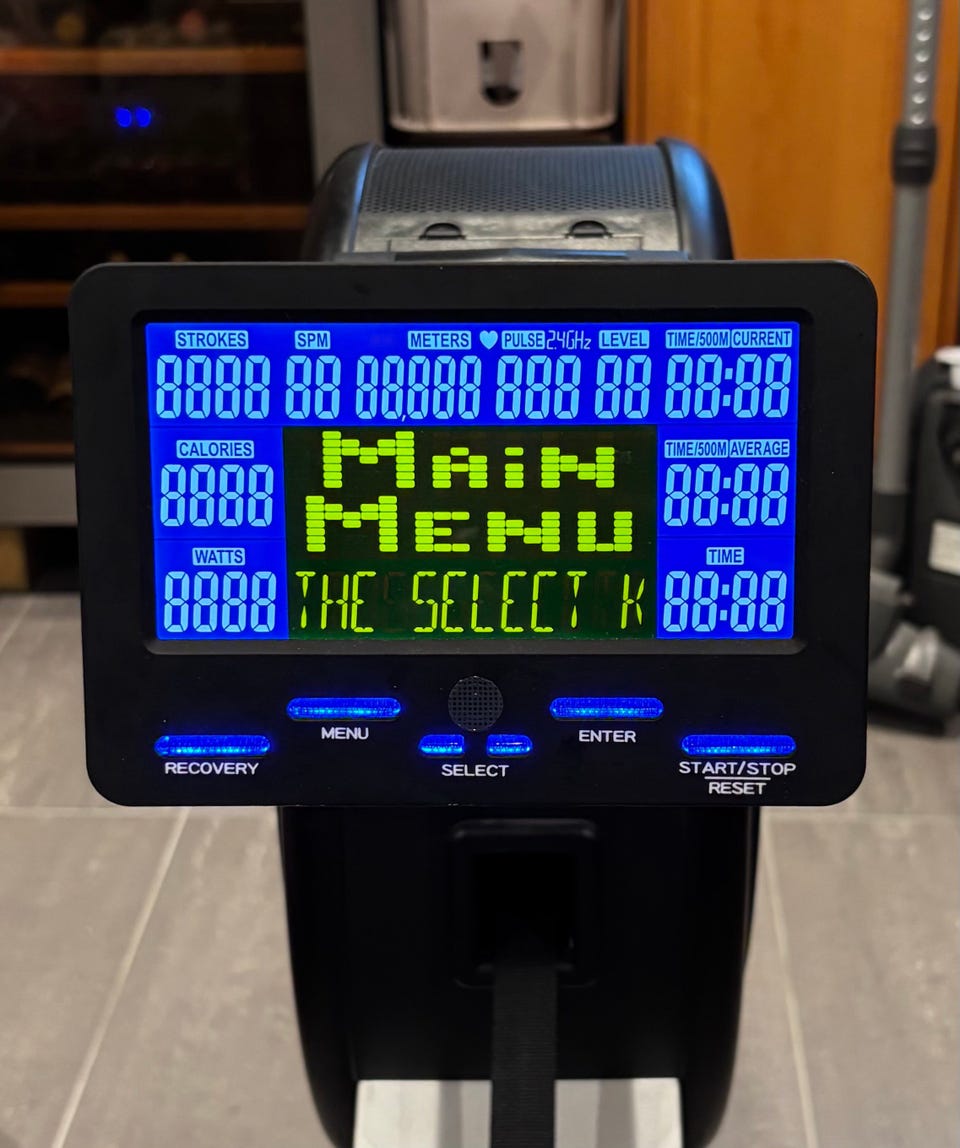 STROKES SPM METERS PULSE 2.4GHz LEVEL TIME/500M CURRENT
8888 88 88,888 888 88 88:88
CALORIES TIME/500M AVERAGE
8888 88:88
MAiN
MENU
WATTS TIME
8888 THE SELECT K 88:88
MENU ENTER
RECOVERY SELECT START/STOP
RESET